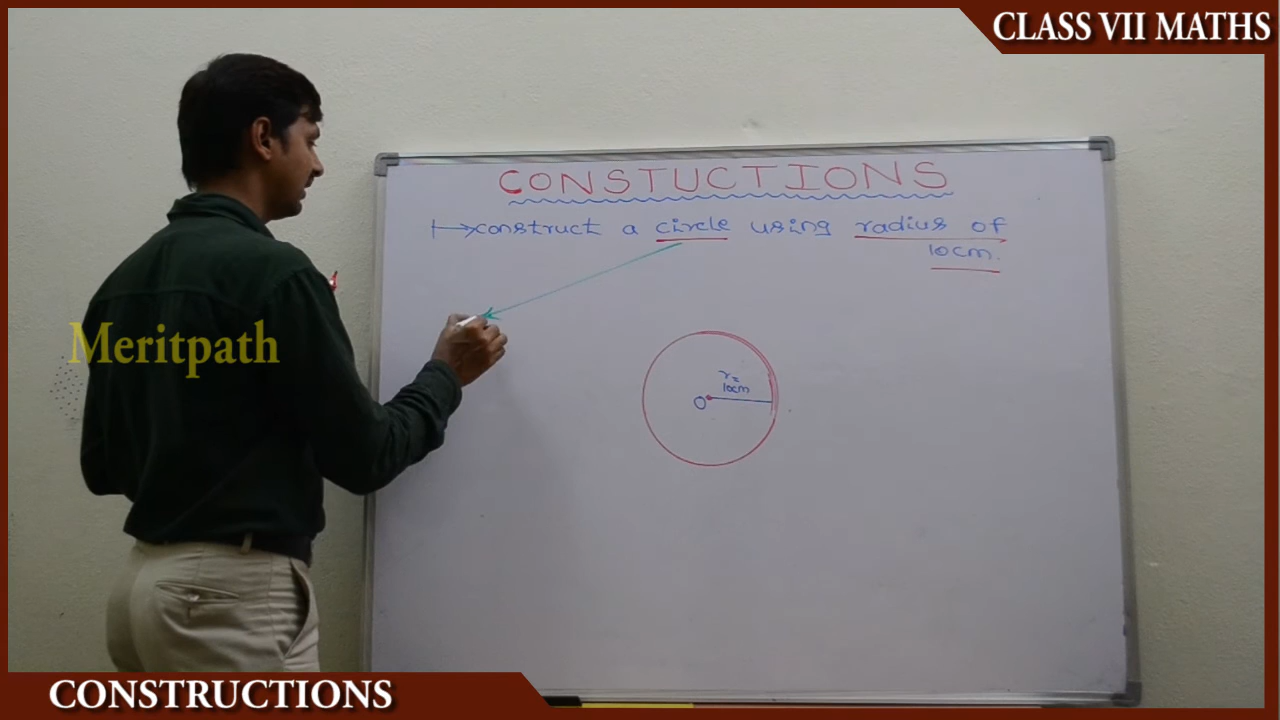 CLASS VII MATHS
CONSTUCTIONS
construct a circle using radius of
10cm.
Meritpath
r=
10cm
O
CONSTRUCTIONS